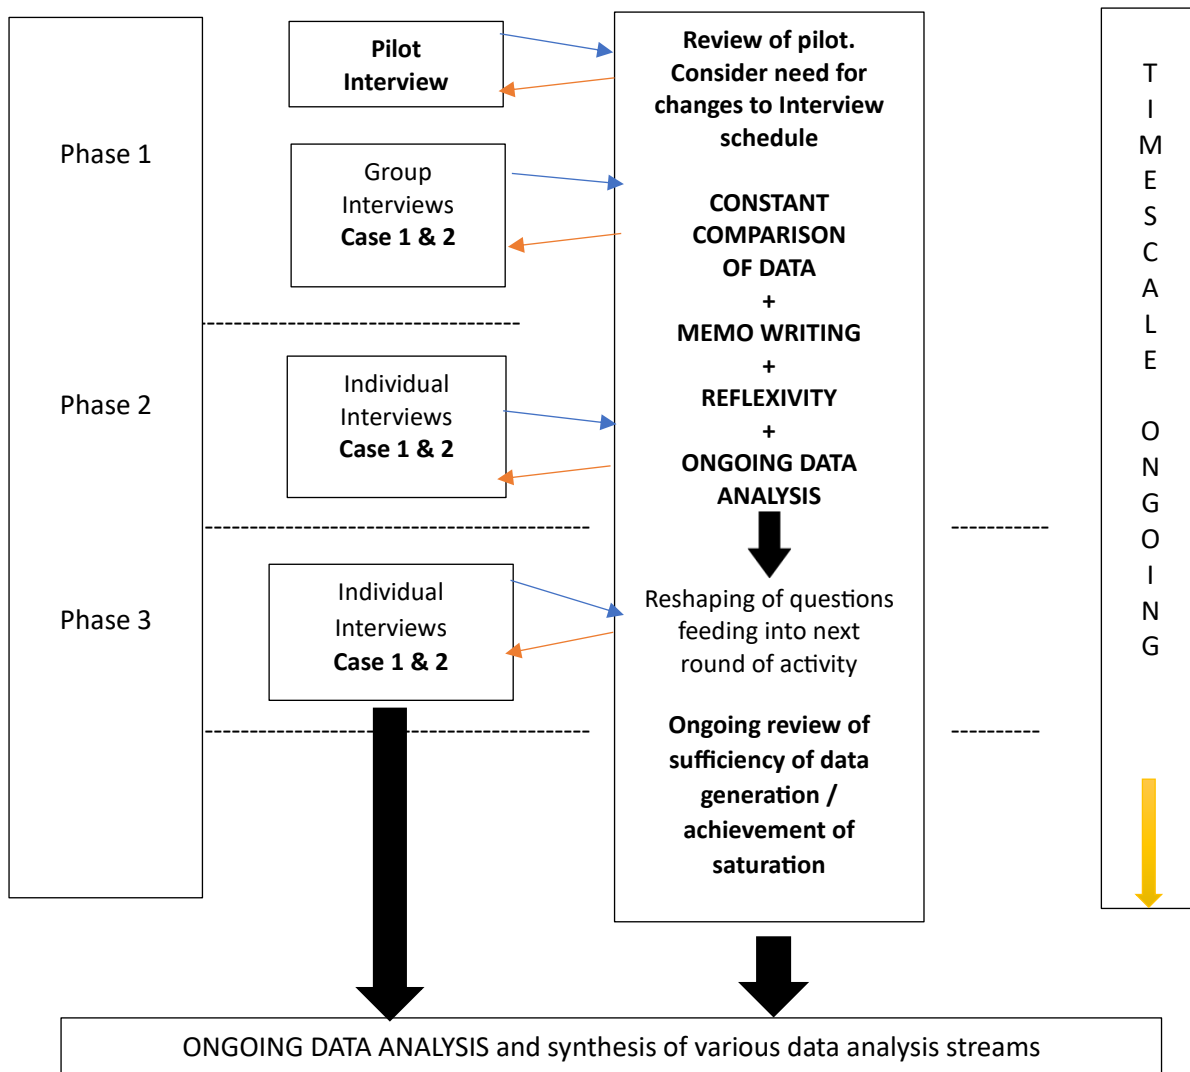 Phase 1
Phase 2
Phase 3
Pilot
Interview
Group
Interviews
Case 1 & 2
Individual
Interviews
Case 1 & 2
Individual
Interviews
Case 1 & 2
Review of pilot.
Consider need for
changes to Interview
schedule
CONSTANT
COMPARISON
OF DATA
+
MEMO WRITING
+
REFLEXIVITY
+
ONGOING DATA
ANALYSIS
Reshaping of questions
feeding into next
round of activity
Ongoing review of
sufficiency of data
generation /
achievement of
saturation
T
I
M
E
S
C
A
L
E
O
N
G
O
I
N
G
ONGOING DATA ANALYSIS and synthesis of various data analysis streams